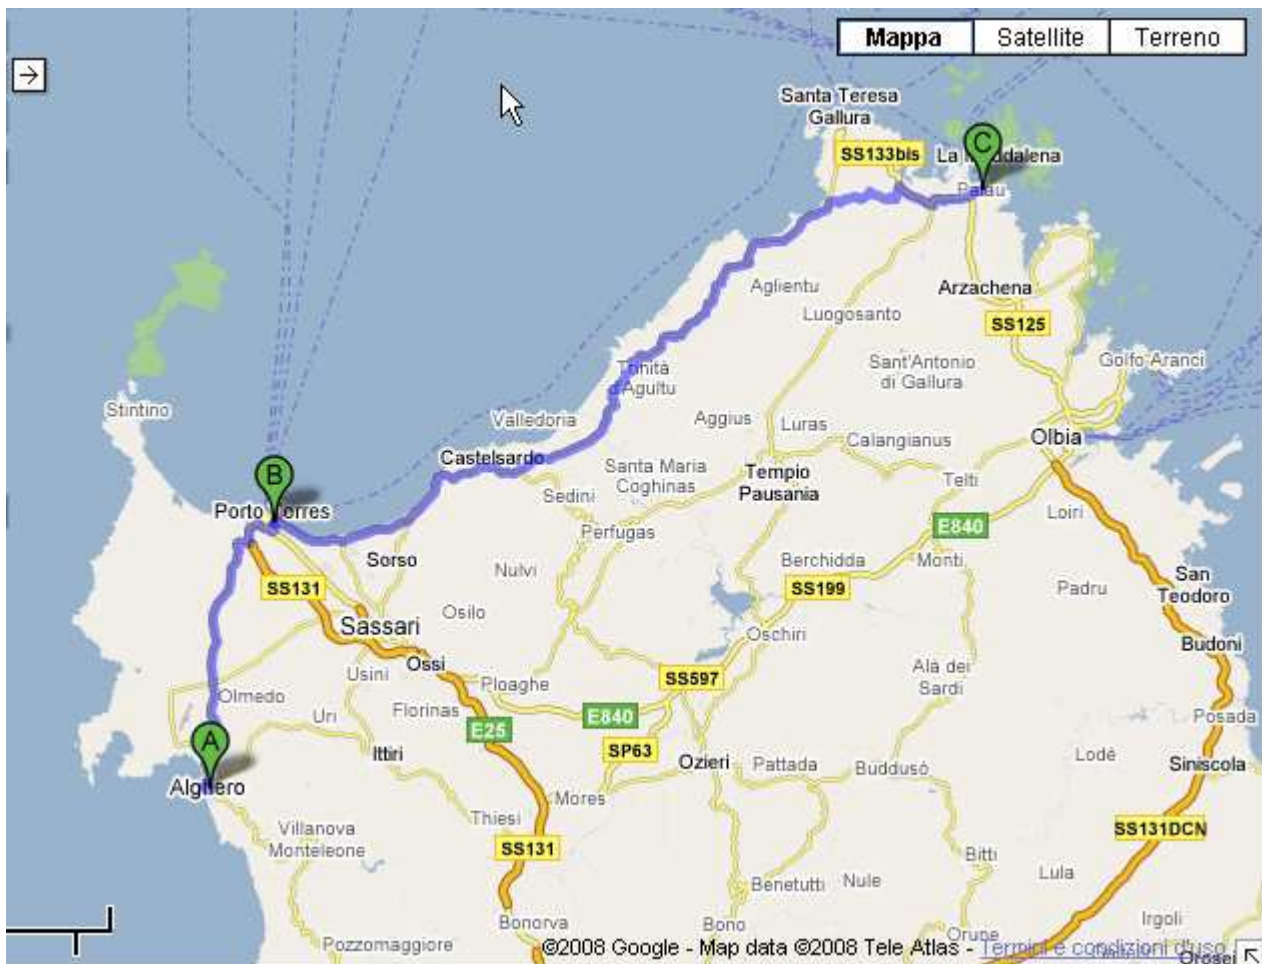 Mappa Satellite Terreno
Santa Teresa
Gallura
SS133bis
C
La Maddalena
Palau
Aglientu
Arzachena
Luogosanto
SS125
Trinità
d'Agultu
Sant'Antonio
di Gallura
Golfo Aranci
Stintino
Valledoria
Aggius
Luras
Calangianus
Olbia
Castelsardo
Santa Maria
Coghinas
Tempio
Pausania
Telti
B
Porto Torres
Sedini
Perfugas
Loiri
E840
Sorso
Nulvi
Berchidda
Monti
SS131
SS199
Padru
San
Teodoro
Osilo
Sassari
Oschiri
Budoni
Ossi
Usini
Ploaghe
SS597
Alà dei
Sardi
Olmedo
Uri
Florinas
E25
E840
Posada
A
Ittiri
SP63
Ozieri
Pattada
Buddusò
Lodè
Siniscola
Alghero
Mores
Villanova
Monteleone
Thiesi
SS131
SS131DCN
Bitti
Lula
Benetutti
Nule
Bonorva
Bono
Irgoli
Orune
Pozzomaggiore
©2008 Google - Map data ©2008 Tele Atlas - Termini e condizioni d'uso
Orosei